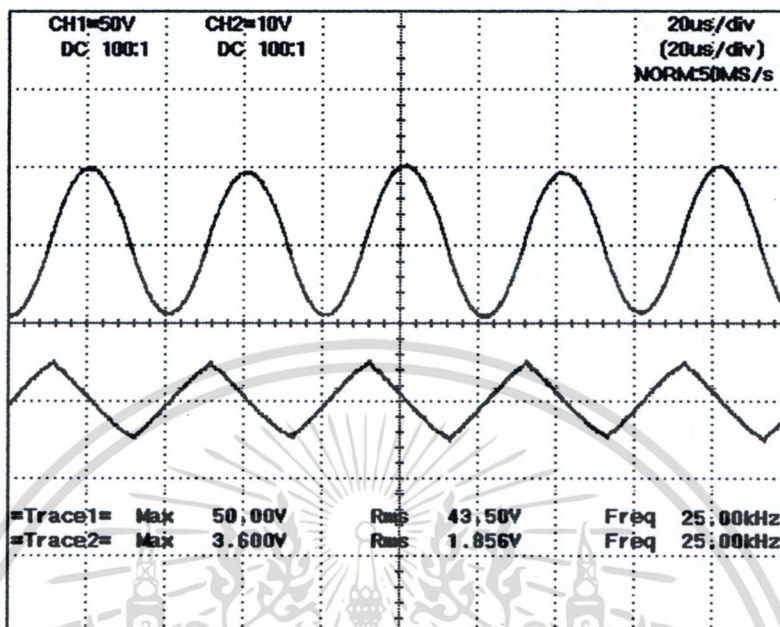 CH1=50V CH2=10V 20us/div
DC 100:1 DC 100:1 (20us/div)
NORM:50MS/s
=Trace1= Max 50.00V Rms 43.50V Freq 25.00kHz
=Trace2= Max 3.600V Rms 1.856V Freq 25.00kHz